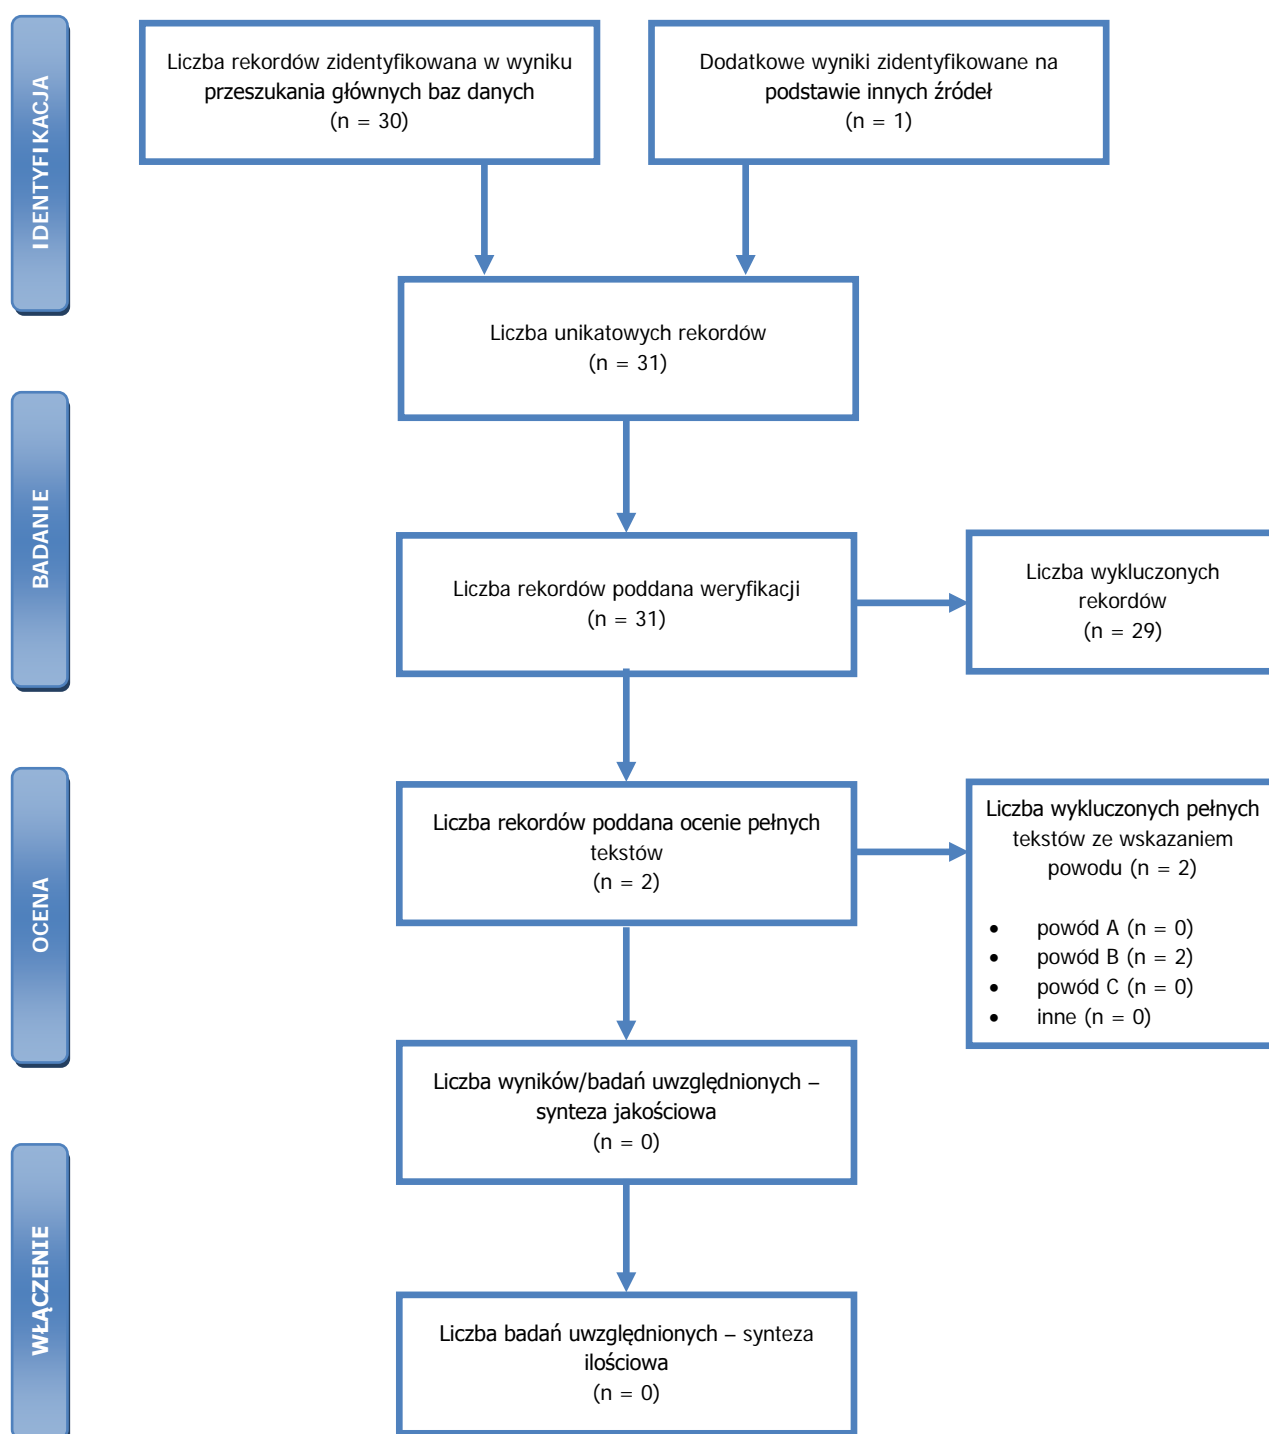 IDENTYFIKACJA
Liczba rekordów zidentyfikowana w wyniku
przeszukania głównych baz danych
(n = 30)
Dodatkowe wyniki zidentyfikowane na
podstawie innych źródeł
(n = 1)
Liczba unikatowych rekordów
(n = 31)
BADANIE
Liczba rekordów poddana weryfikacji
(n = 31)
Liczba wykluczonych
rekordów
(n = 29)
OCENA
Liczba rekordów poddana ocenie pełnych
tekstów
(n = 2)
Liczba wykluczonych pełnych
tekstów ze wskazaniem
powodu (n = 2)
• powód A (n = 0)
• powód B (n = 2)
• powód C (n = 0)
• inne (n = 0)
Liczba wyników/badań uwzględnionych –
synteza jakościowa
(n = 0)
WŁĄCZENIE
Liczba badań uwzględnionych – synteza
ilościowa
(n = 0)